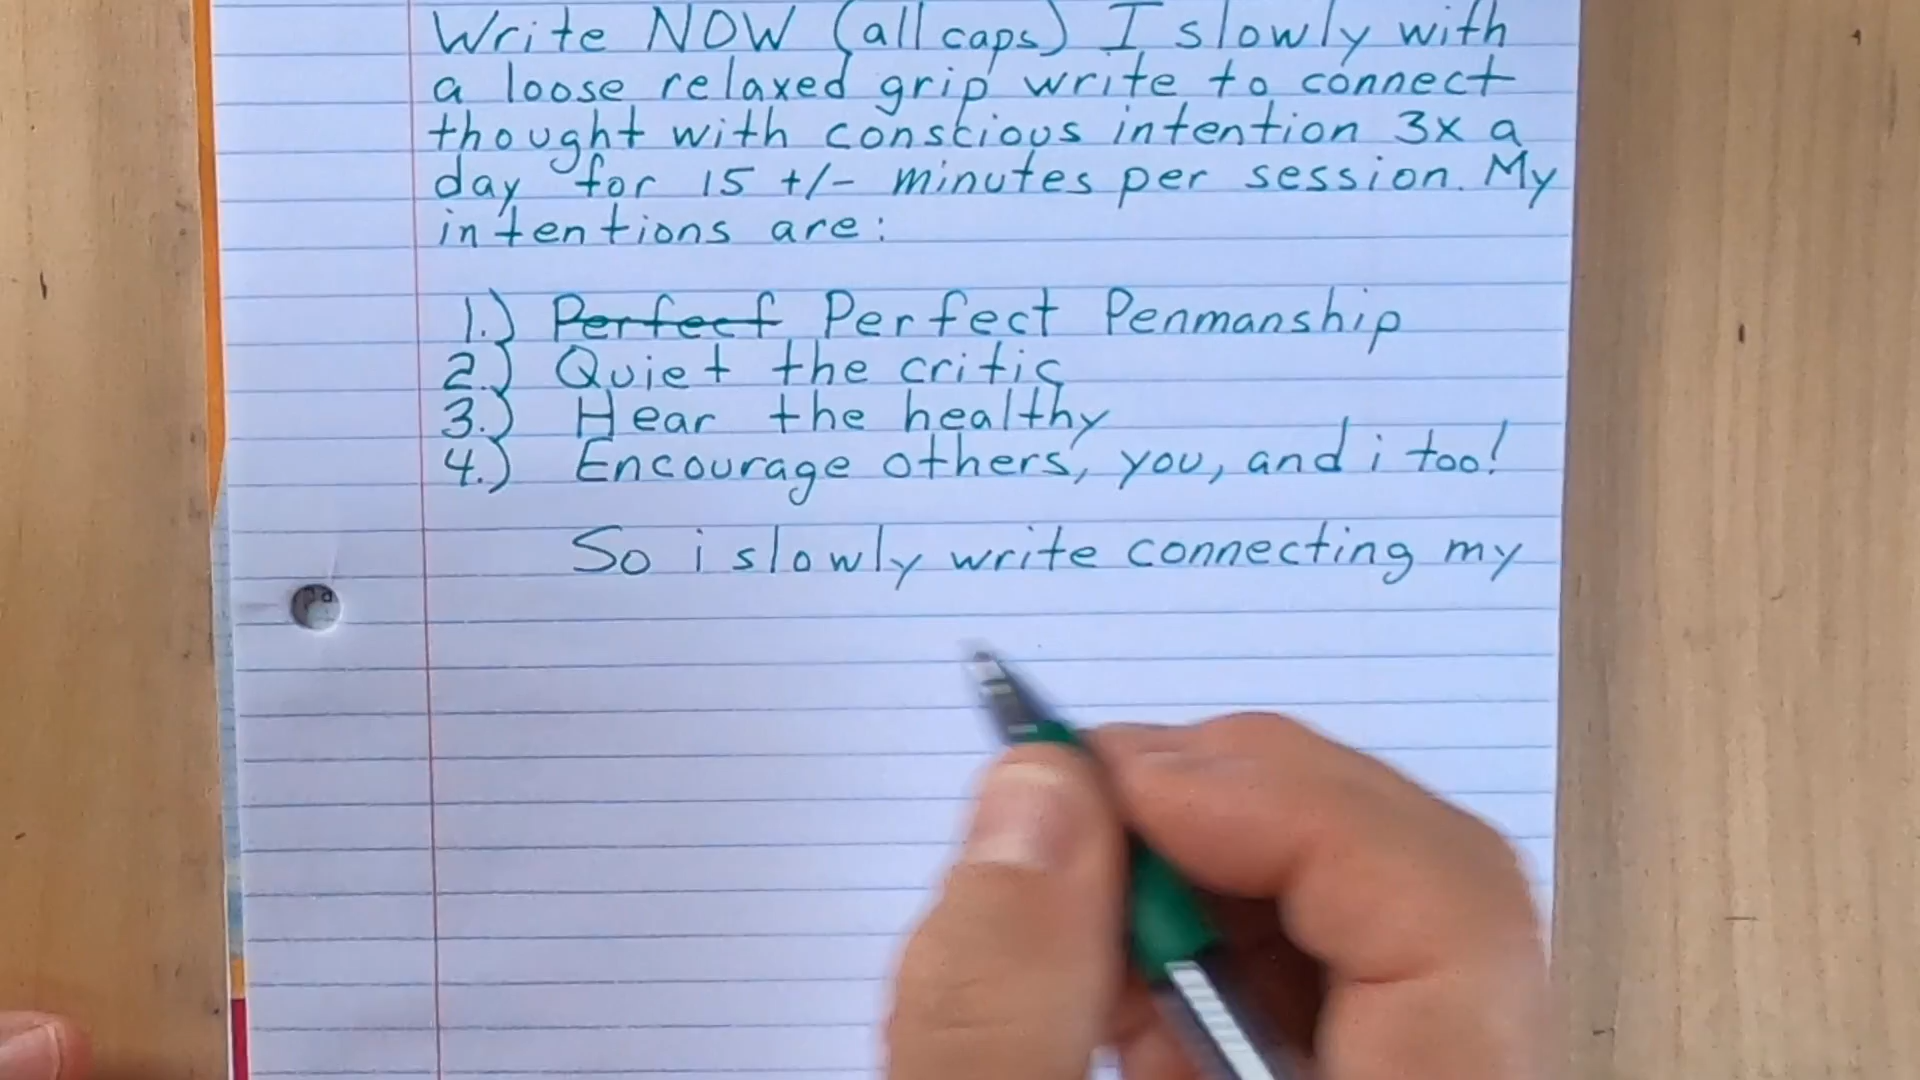 Write NOW (all caps) I slowly with
a loose relaxed grip write to connect
thought with conscious intention 3x a
day for 15 +/- minutes per session. My
intentions are:
1.) Perfect Perfect Penmanship
2.) Quiet the critic
3.) Hear the healthy
4.) Encourage others, you, and i too!
So i slowly write connecting my